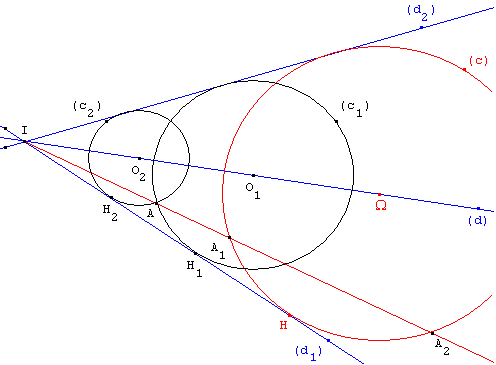 (d₂)
(c)
(c₂)
(c₁)
I
O₂
O₁
Ω
H₂
A
(d)
A₁
H₁
H
A₂
(d₁)